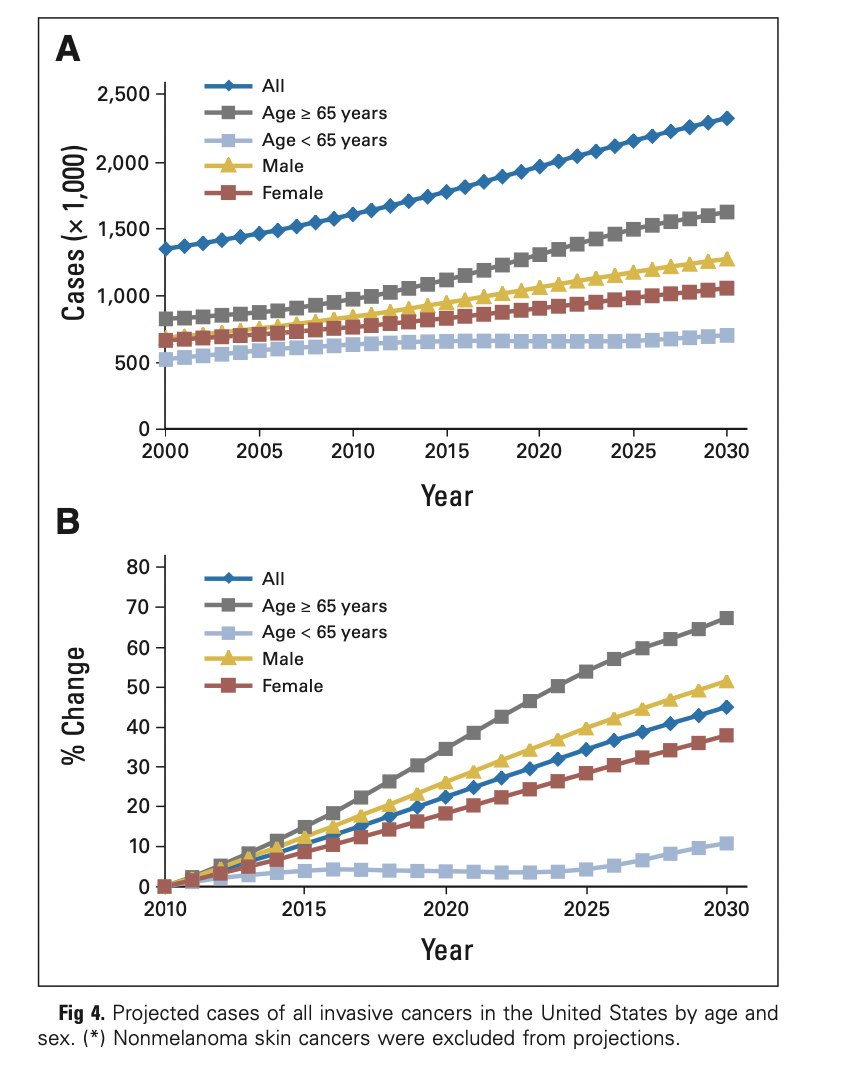 A
All
Age ≥ 65 years
Age < 65 years
Male
Female
2,500
2,000
1,500
1,000
500
0
Cases (× 1,000)
2000 2005 2010 2015 2020 2025 2030
Year
B
All
Age ≥ 65 years
Age < 65 years
Male
Female
80
70
60
50
40
30
20
10
0
% Change
2010 2015 2020 2025 2030
Year
Fig 4. Projected cases of all invasive cancers in the United States by age and
sex. (*) Nonmelanoma skin cancers were excluded from projections.